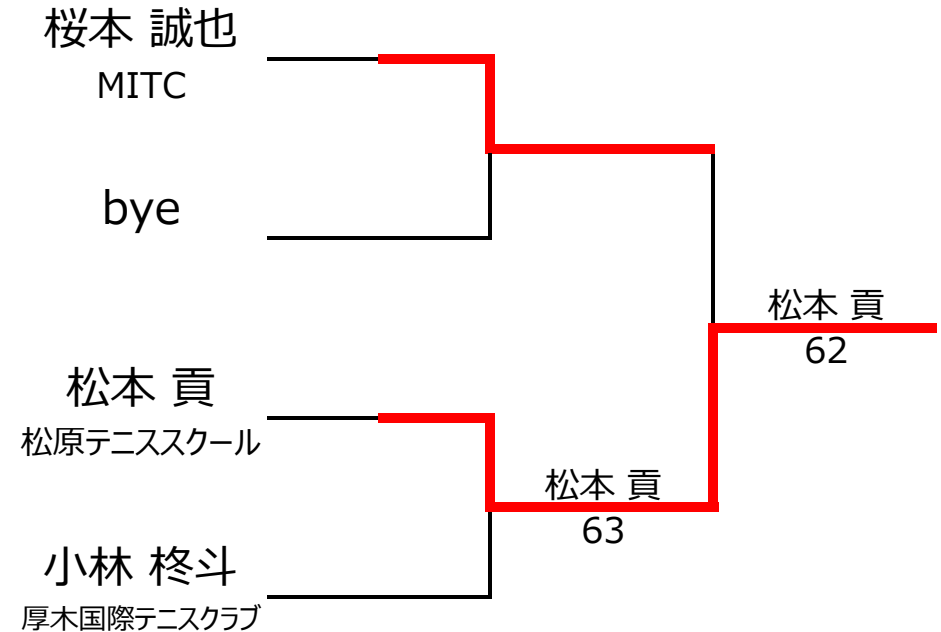 桜本 誠也
MITC
bye
松本 貢
62
松本 貢
松原テニススクール
松本 貢
63
小林 柊斗
厚木国際テニスクラブ